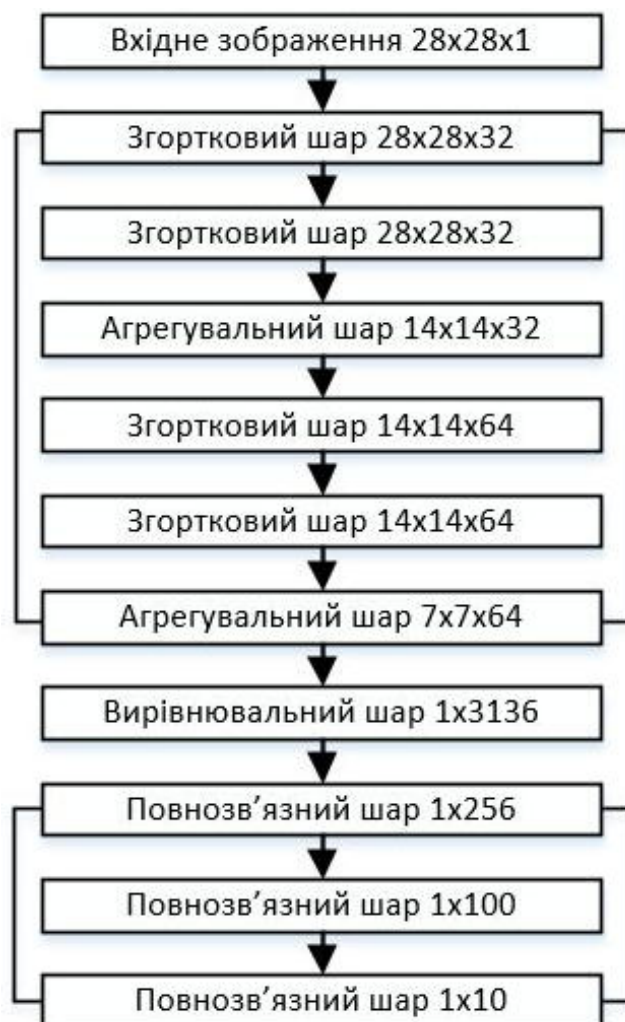 Вхідне зображення 28x28x1
Згортковий шар 28x28x32
Згортковий шар 28x28x32
Агрегувальний шар 14x14x32
Згортковий шар 14x14x64
Згортковий шар 14x14x64
Агрегувальний шар 7x7x64
Вирівнювальний шар 1x3136
Повнозв’язний шар 1x256
Повнозв’язний шар 1x100
Повнозв’язний шар 1x10